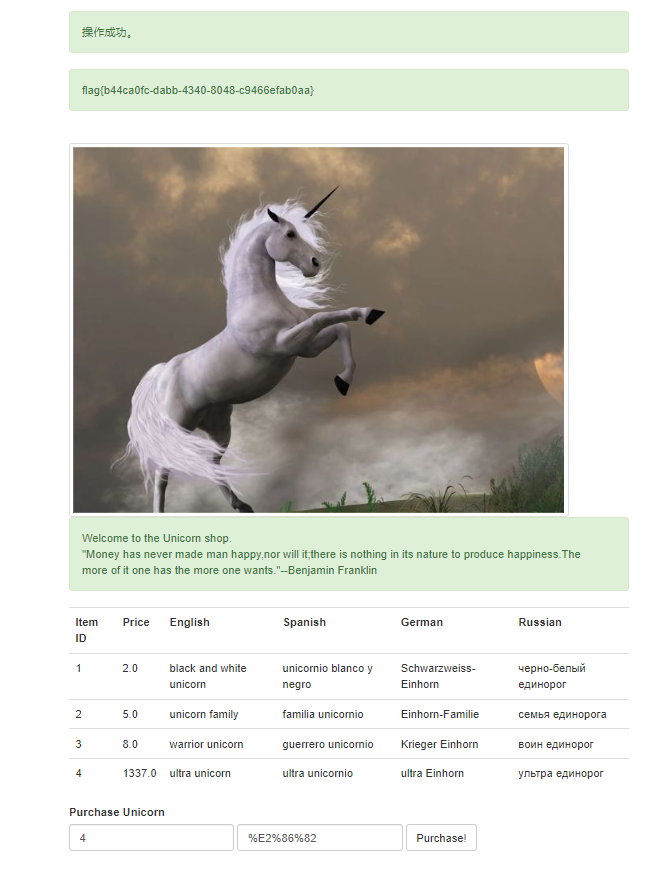 操作成功。
flag{b44ca0fc-dabb-4340-8048-c9466efab0aa}
Welcome to the Unicorn shop.
"Money has never made man happy,nor will it;there is nothing in its nature to produce happiness.The
more of it one has the more one wants."--Benjamin Franklin
Item ID Price English Spanish German Russian
1 2.0 black and white unicorn unicornio blanco y negro Schwarzweiss-Einhorn черно-белый единорог
2 5.0 unicorn family familia unicornio Einhorn-Familie семья единорога
3 8.0 warrior unicorn guerrero unicornio Krieger Einhorn воин единорог
4 1337.0 ultra unicorn ultra unicornio ultra Einhorn ультра единорог
Purchase Unicorn
4 %E2%86%82 Purchase!